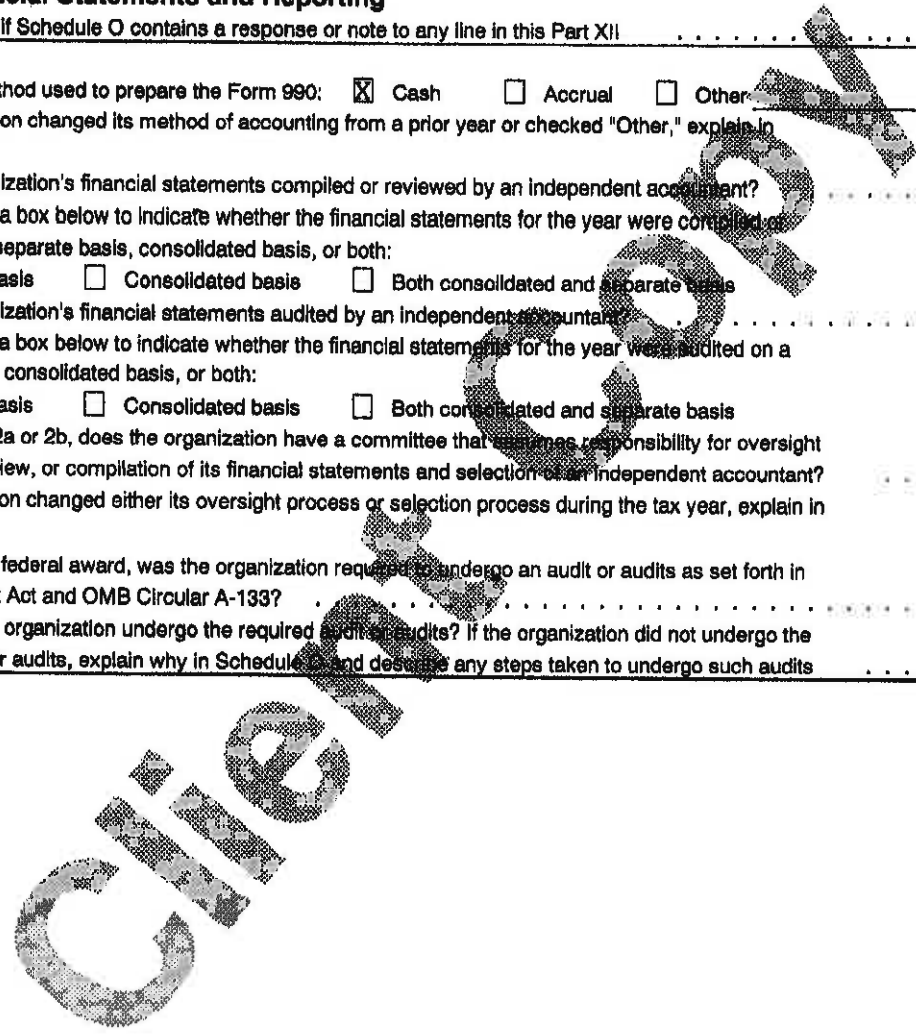 cial Statements and Reporting
if Schedule O contains a response or note to any line in this Part XII . . . . . . . . . . . .
thod used to prepare the Form 990: ☒ Cash ☐ Accrual ☐ Other
on changed its method of accounting from a prior year or checked "Other," explain in
ization's financial statements compiled or reviewed by an independent accountant?
a box below to indicate whether the financial statements for the year were compiled or
separate basis, consolidated basis, or both:
asis ☐ Consolidated basis ☐ Both consolidated and separate basis
ization's financial statements audited by an independent accountant?
a box below to indicate whether the financial statements for the year were audited on a
consolidated basis, or both:
asis ☐ Consolidated basis ☐ Both consolidated and separate basis
2a or 2b, does the organization have a committee that assumes responsibility for oversight
iew, or compilation of its financial statements and selection of an independent accountant?
on changed either its oversight process or selection process during the tax year, explain in
federal award, was the organization required to undergo an audit or audits as set forth in
t Act and OMB Circular A-133?
organization undergo the required audit or audits? If the organization did not undergo the
r audits, explain why in Schedule O and describe any steps taken to undergo such audits
Client Copy